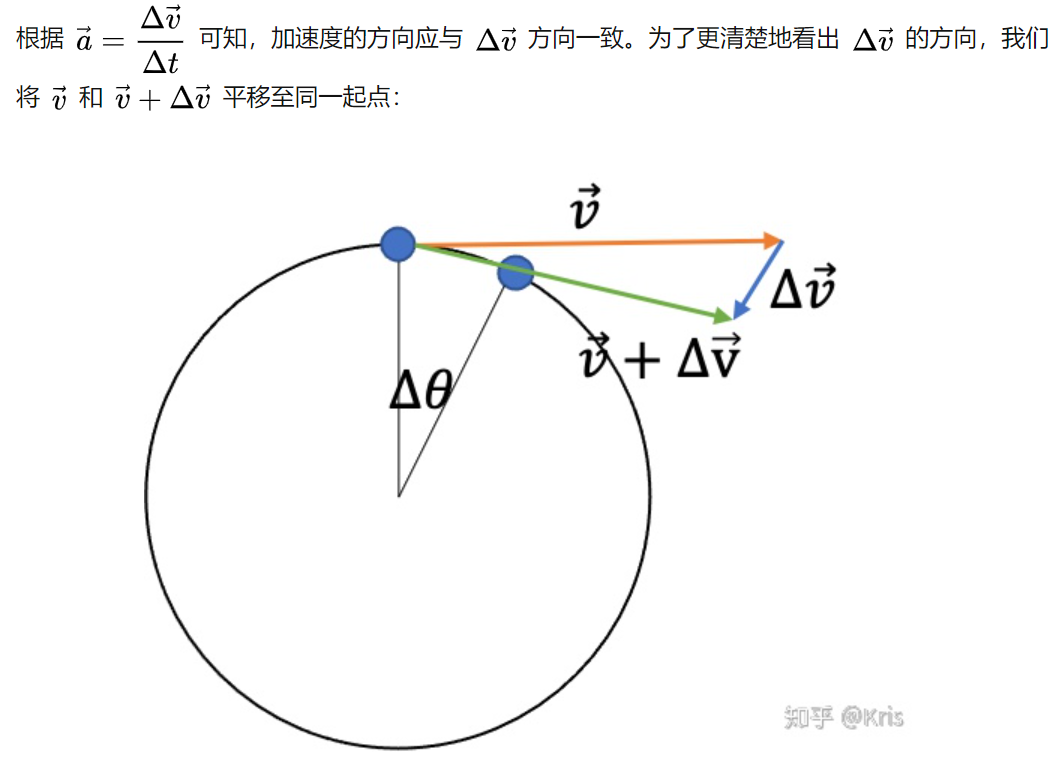 根据 $\vec{a} = \dfrac{\Delta \vec{v}}{\Delta t}$ 可知，加速度的方向应与 $\Delta \vec{v}$ 方向一致。为了更清楚地看出 $\Delta \vec{v}$ 的方向，我们
将 $\vec{v}$ 和 $\vec{v} + \Delta \vec{v}$ 平移至同一起点：
$\vec{v}$
$\Delta \vec{v}$
$\vec{v} + \Delta \vec{\mathrm{v}}$
$\Delta \theta$
知乎 @Kris